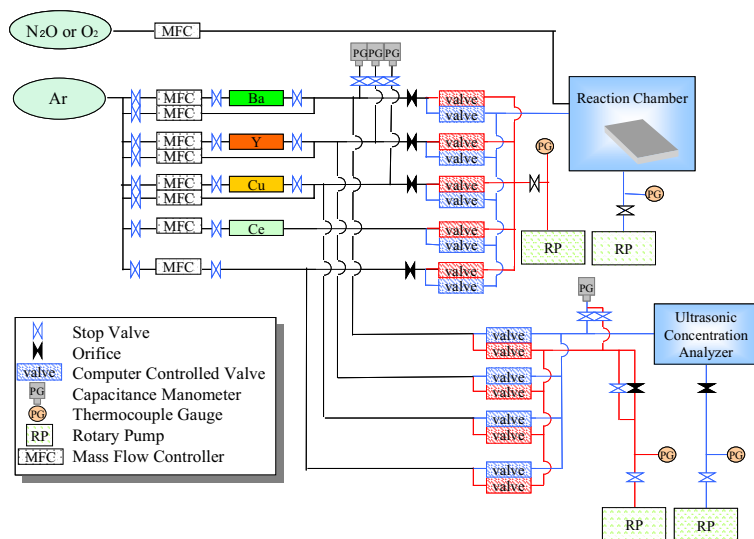 N₂O or O₂
MFC
PG
PG
PG
Ar
MFC
Ba
MFC
MFC
Y
MFC
MFC
Cu
MFC
MFC
Ce
MFC
valve
valve
valve
valve
valve
valve
valve
valve
valve
valve
Reaction Chamber
PG
PG
RP
RP
PG
Ultrasonic
Concentration
Analyzer
valve
valve
valve
valve
valve
valve
valve
valve
PG
PG
RP
RP
Stop Valve
Orifice
valve Computer Controlled Valve
PG Capacitance Manometer
PG Thermocouple Gauge
RP Rotary Pump
MFC Mass Flow Controller